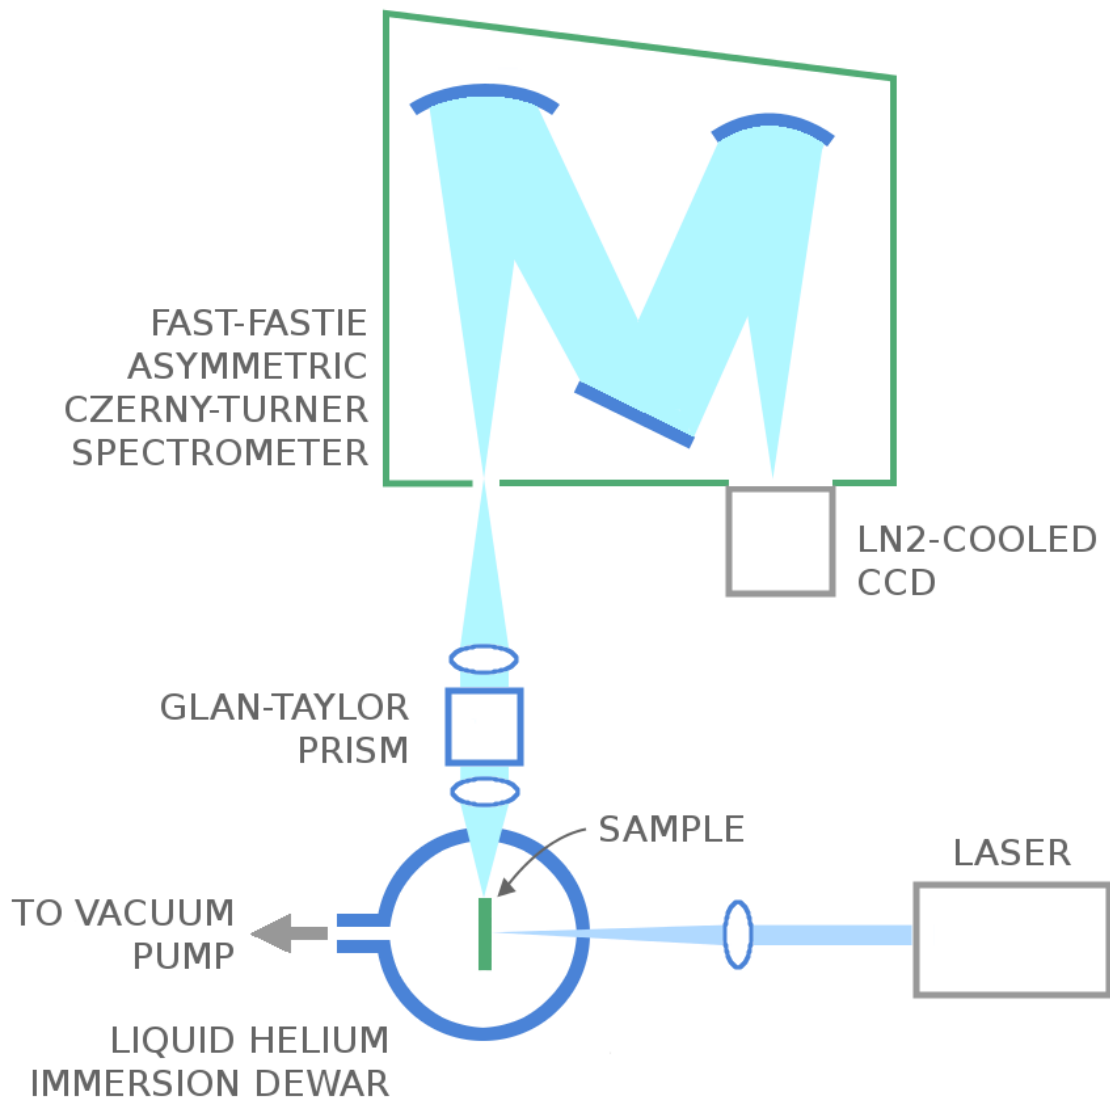 FAST-FASTIE
ASYMMETRIC
CZERNY-TURNER
SPECTROMETER
LN2-COOLED
CCD
GLAN-TAYLOR
PRISM
SAMPLE
LASER
TO VACUUM
PUMP
LIQUID HELIUM
IMMERSION DEWAR